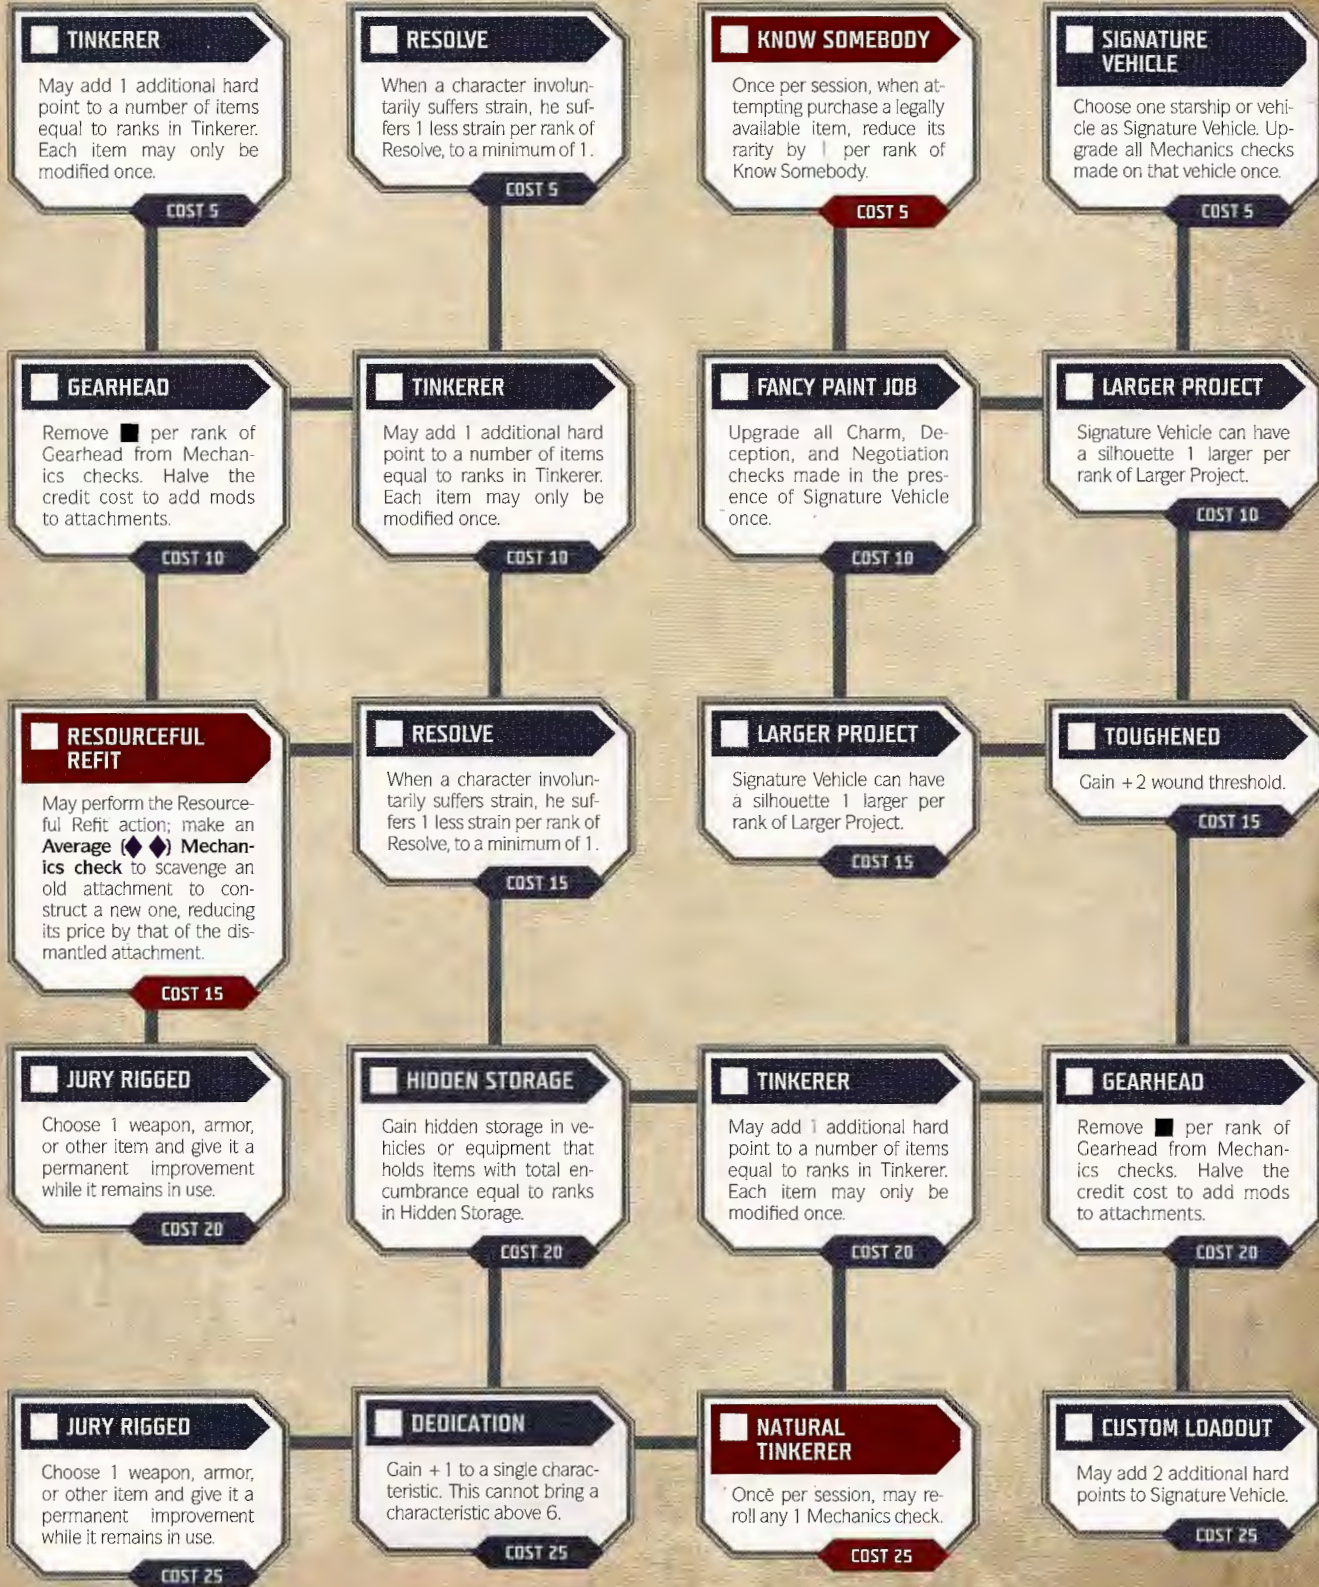 TINKERER
May add 1 additional hard
point to a number of items
equal to ranks in Tinkerer.
Each item may only be
modified once.
COST 5
RESOLVE
When a character involun-
tarily suffers strain, he suf-
fers 1 less strain per rank of
Resolve, to a minimum of 1.
COST 5
KNOW SOMEBODY
Once per session, when at-
tempting purchase a legally
available item, reduce its
rarity by 1 per rank of
Know Somebody.
COST 5
SIGNATURE
VEHICLE
Choose one starship or vehi-
cle as Signature Vehicle. Up-
grade all Mechanics checks
made on that vehicle once.
COST 5
GEARHEAD
Remove ■ per rank of
Gearhead from Mechan-
ics checks. Halve the
credit cost to add mods
to attachments.
COST 10
TINKERER
May add 1 additional hard
point to a number of items
equal to ranks in Tinkerer.
Each item may only be
modified once.
COST 10
FANCY PAINT JOB
Upgrade all Charm, De-
ception, and Negotiation
checks made in the pres-
ence of Signature Vehicle
once.
COST 10
LARGER PROJECT
Signature Vehicle can have
a silhouette 1 larger per
rank of Larger Project.
COST 10
RESOURCEFUL
REFIT
May perform the Resource-
ful Refit action; make an
Average (◆ ◆) Mechan-
ics check to scavenge an
old attachment to con-
struct a new one, reducing
its price by that of the dis-
mantled attachment.
COST 15
RESOLVE
When a character involun-
tarily suffers strain, he suf-
fers 1 less strain per rank of
Resolve, to a minimum of 1.
COST 15
LARGER PROJECT
Signature Vehicle can have
a silhouette 1 larger per
rank of Larger Project.
COST 15
TOUGHENED
Gain +2 wound threshold.
COST 15
JURY RIGGED
Choose 1 weapon, armor,
or other item and give it a
permanent improvement
while it remains in use.
COST 20
HIDDEN STORAGE
Gain hidden storage in ve-
hicles or equipment that
holds items with total en-
cumbrance equal to ranks
in Hidden Storage.
COST 20
TINKERER
May add 1 additional hard
point to a number of items
equal to ranks in Tinkerer.
Each item may only be
modified once.
COST 20
GEARHEAD
Remove ■ per rank of
Gearhead from Mechan-
ics checks. Halve the
credit cost to add mods
to attachments.
COST 20
JURY RIGGED
Choose 1 weapon, armor,
or other item and give it a
permanent improvement
while it remains in use.
COST 25
DEDICATION
Gain +1 to a single charac-
teristic. This cannot bring a
characteristic above 6.
COST 25
NATURAL
TINKERER
Once per session, may re-
roll any 1 Mechanics check.
COST 25
CUSTOM LOADOUT
May add 2 additional hard
points to Signature Vehicle.
COST 25